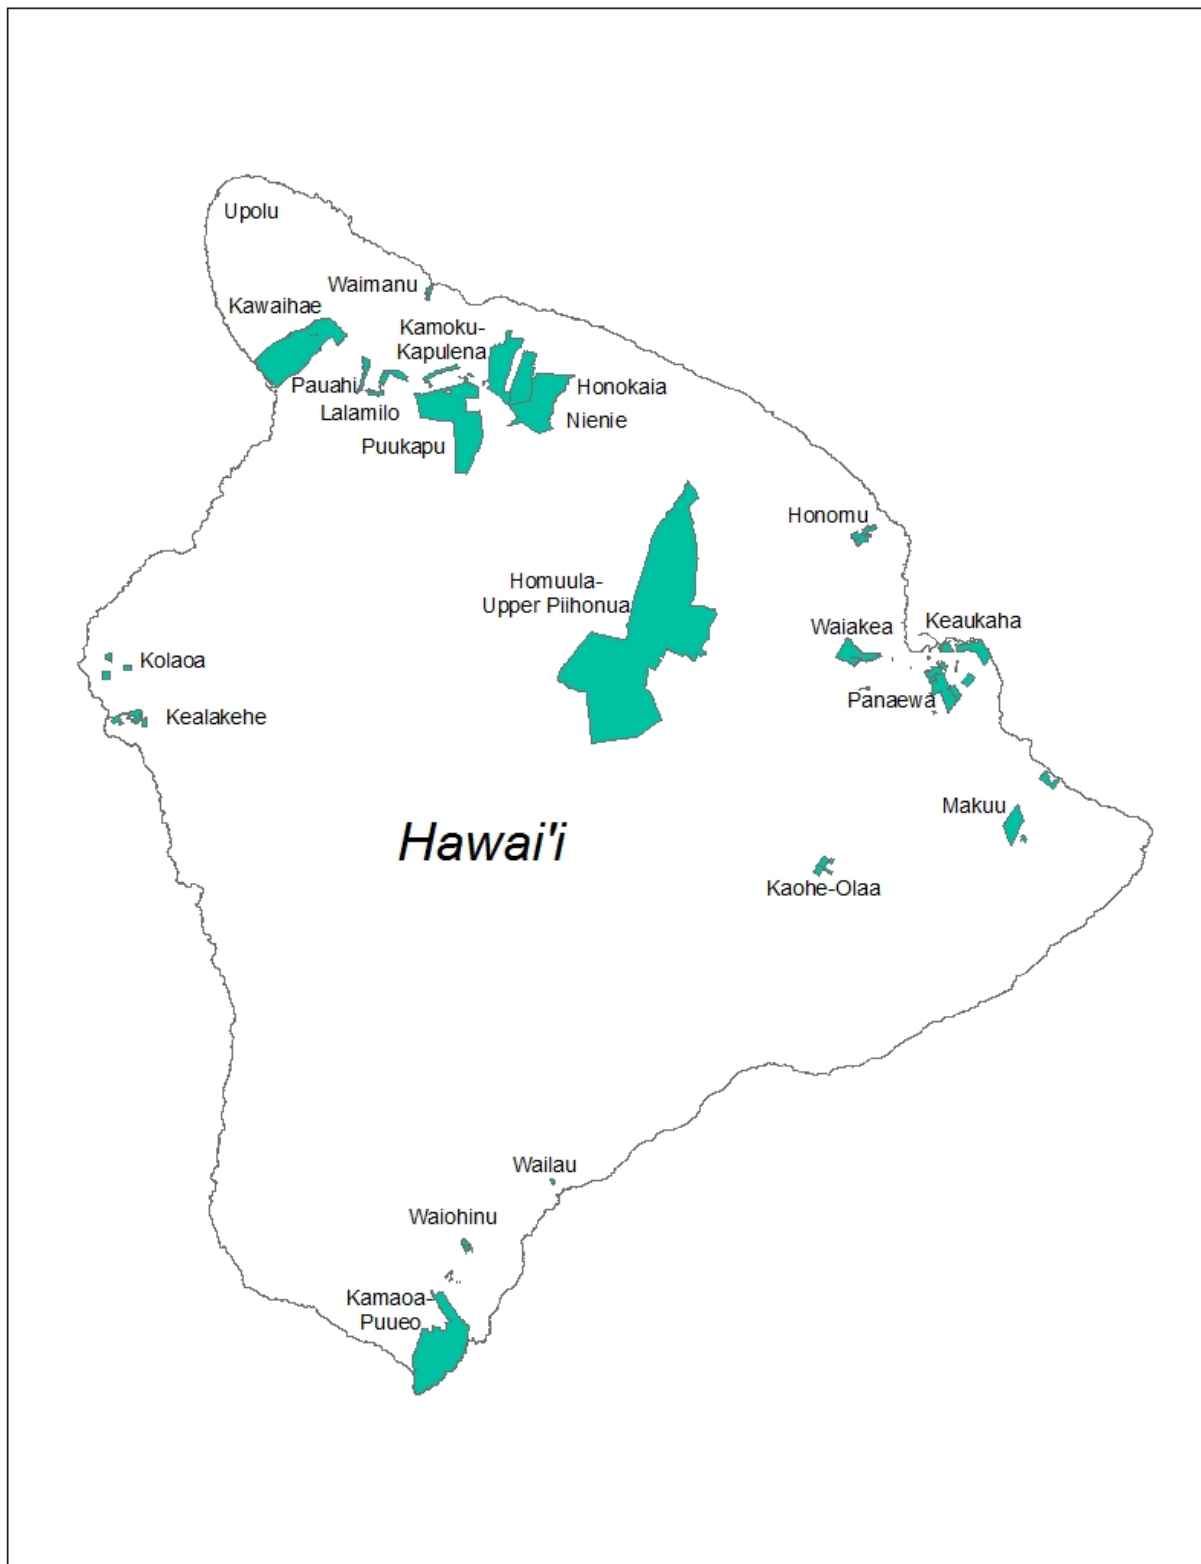 Upolu
Waimanu
Kawaihae
Kamoku-
Kapulena
Pauahi
Honokaia
Lalamilo
Nienie
Puukapu
Honomu
Homuula-
Upper Piihonua
Waiakea
Keaukaha
Kolaoa
Panaewa
Kealakehe
Makuu
Hawai'i
Kaohe-Olaa
Wailau
Waiohinu
Kamaoa-
Puueo